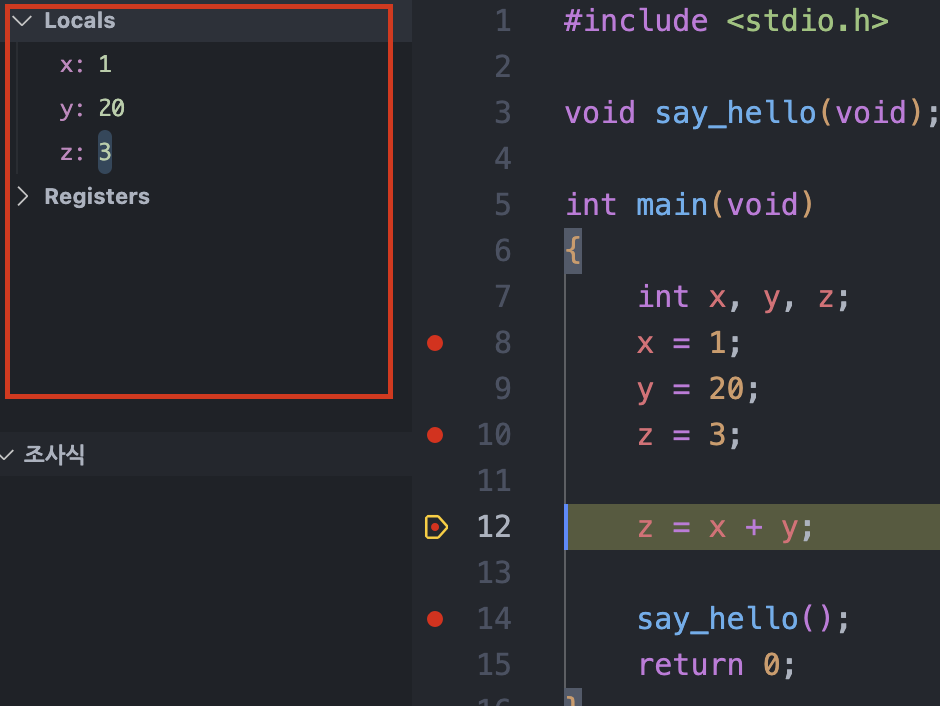 Locals
x: 1
y: 20
z: 3
Registers
조사식
1 #include <stdio.h>
2
3 void say_hello(void);
4
5 int main(void)
6 {
7 int x, y, z;
8 x = 1;
9 y = 20;
10 z = 3;
11
12 z = x + y;
13
14 say_hello();
15 return 0;
16 }